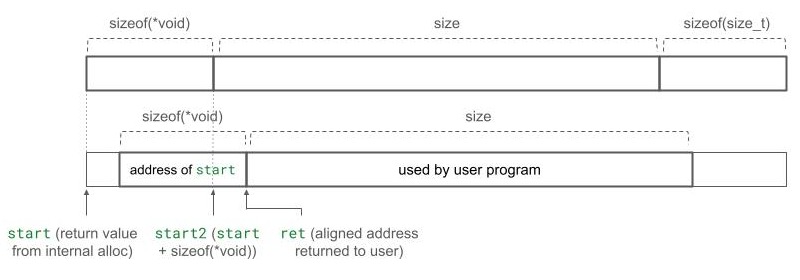 sizeof(*void) size sizeof(size_t)
sizeof(*void) size
address of start used by user program
start (return value start2 (start ret (aligned address
from internal alloc) + sizeof(*void)) returned to user)